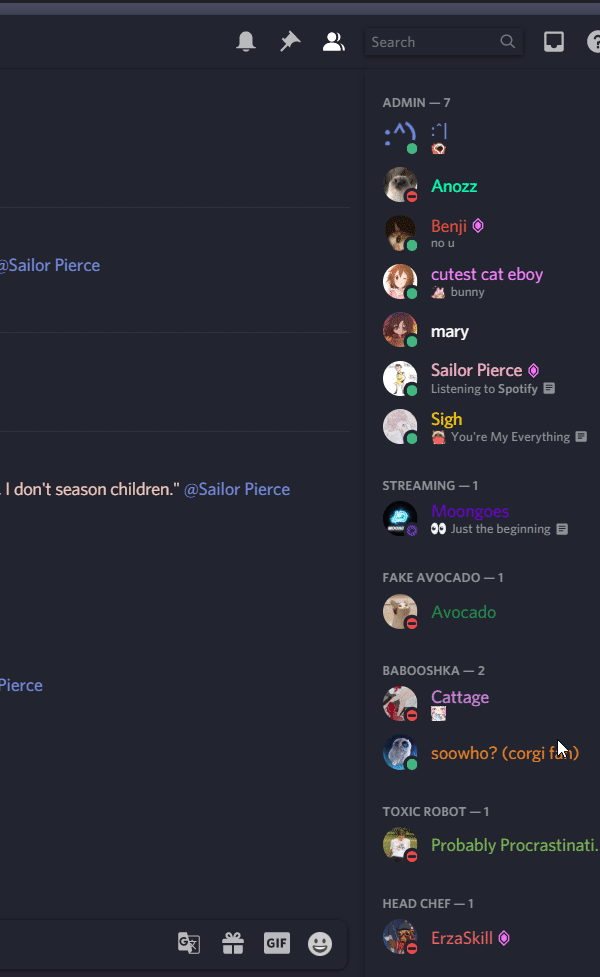 Search
@Sailor Pierce
I don't season children." @Sailor Pierce
Pierce
GIF
ADMIN — 7
:^)
:^|
Anozz
Benji
no u
cutest cat eboy
bunny
mary
Sailor Pierce
Listening to Spotify
Sigh
You're My Everything
STREAMING — 1
Moongoes
Just the beginning
FAKE AVOCADO — 1
Avocado
BABOOSHKA — 2
Cattage
soowho? (corgi fan)
TOXIC ROBOT — 1
Probably Procrastinati.
HEAD CHEF — 1
ErzaSkill